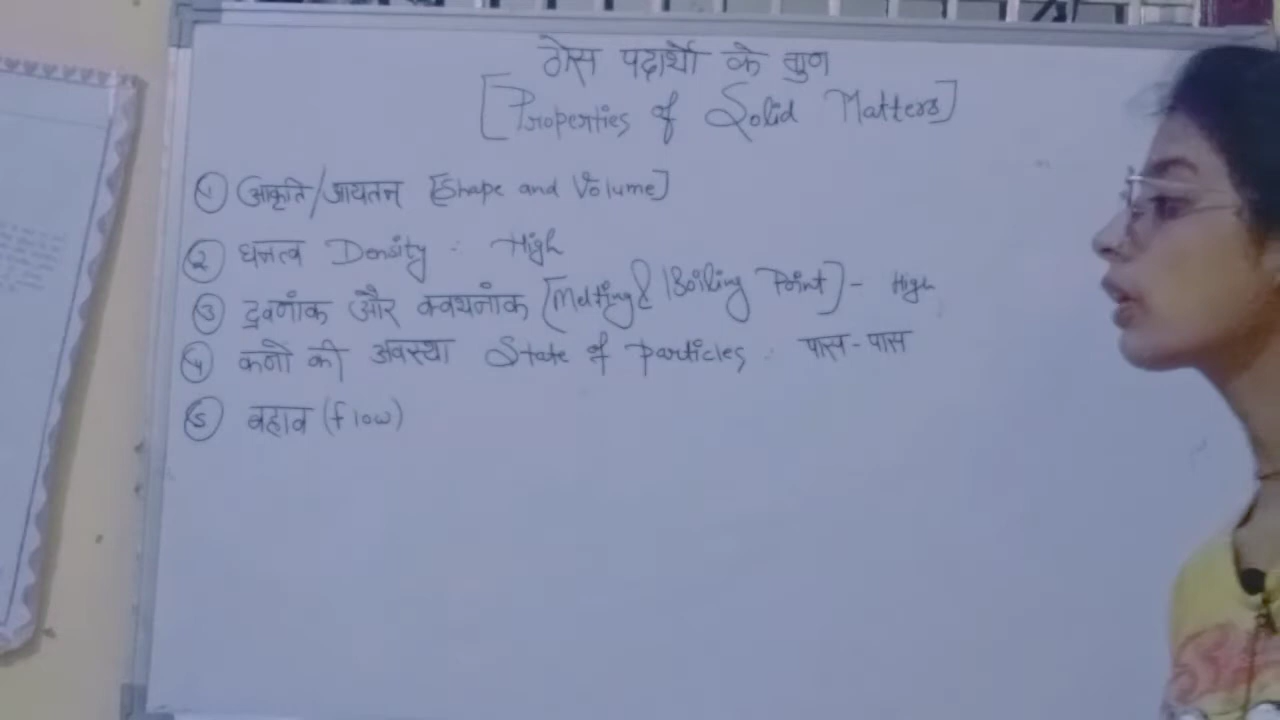 ठोस पदार्थो के गुण
[Properties of Solid Matters]
① आकृति/आयतन [Shape and Volume]
② घनत्व Density : High
③ द्रवणांक और क्वथनांक [Melting & Boiling Point] - High
④ कणो की अवस्था State of particles : पास-पास
⑤ बहाव (flow)